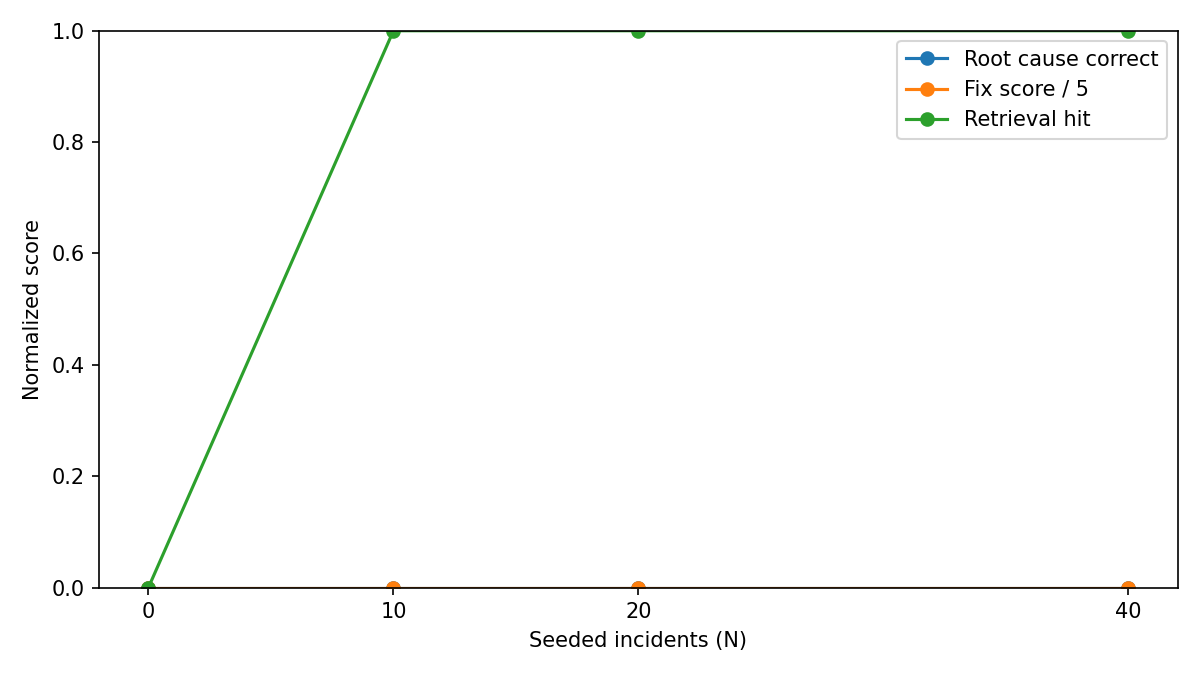 1.0
0.8
0.6
0.4
0.2
0.0
Normalized score
Root cause correct
Fix score / 5
Retrieval hit
0 10 20 40
Seeded incidents (N)